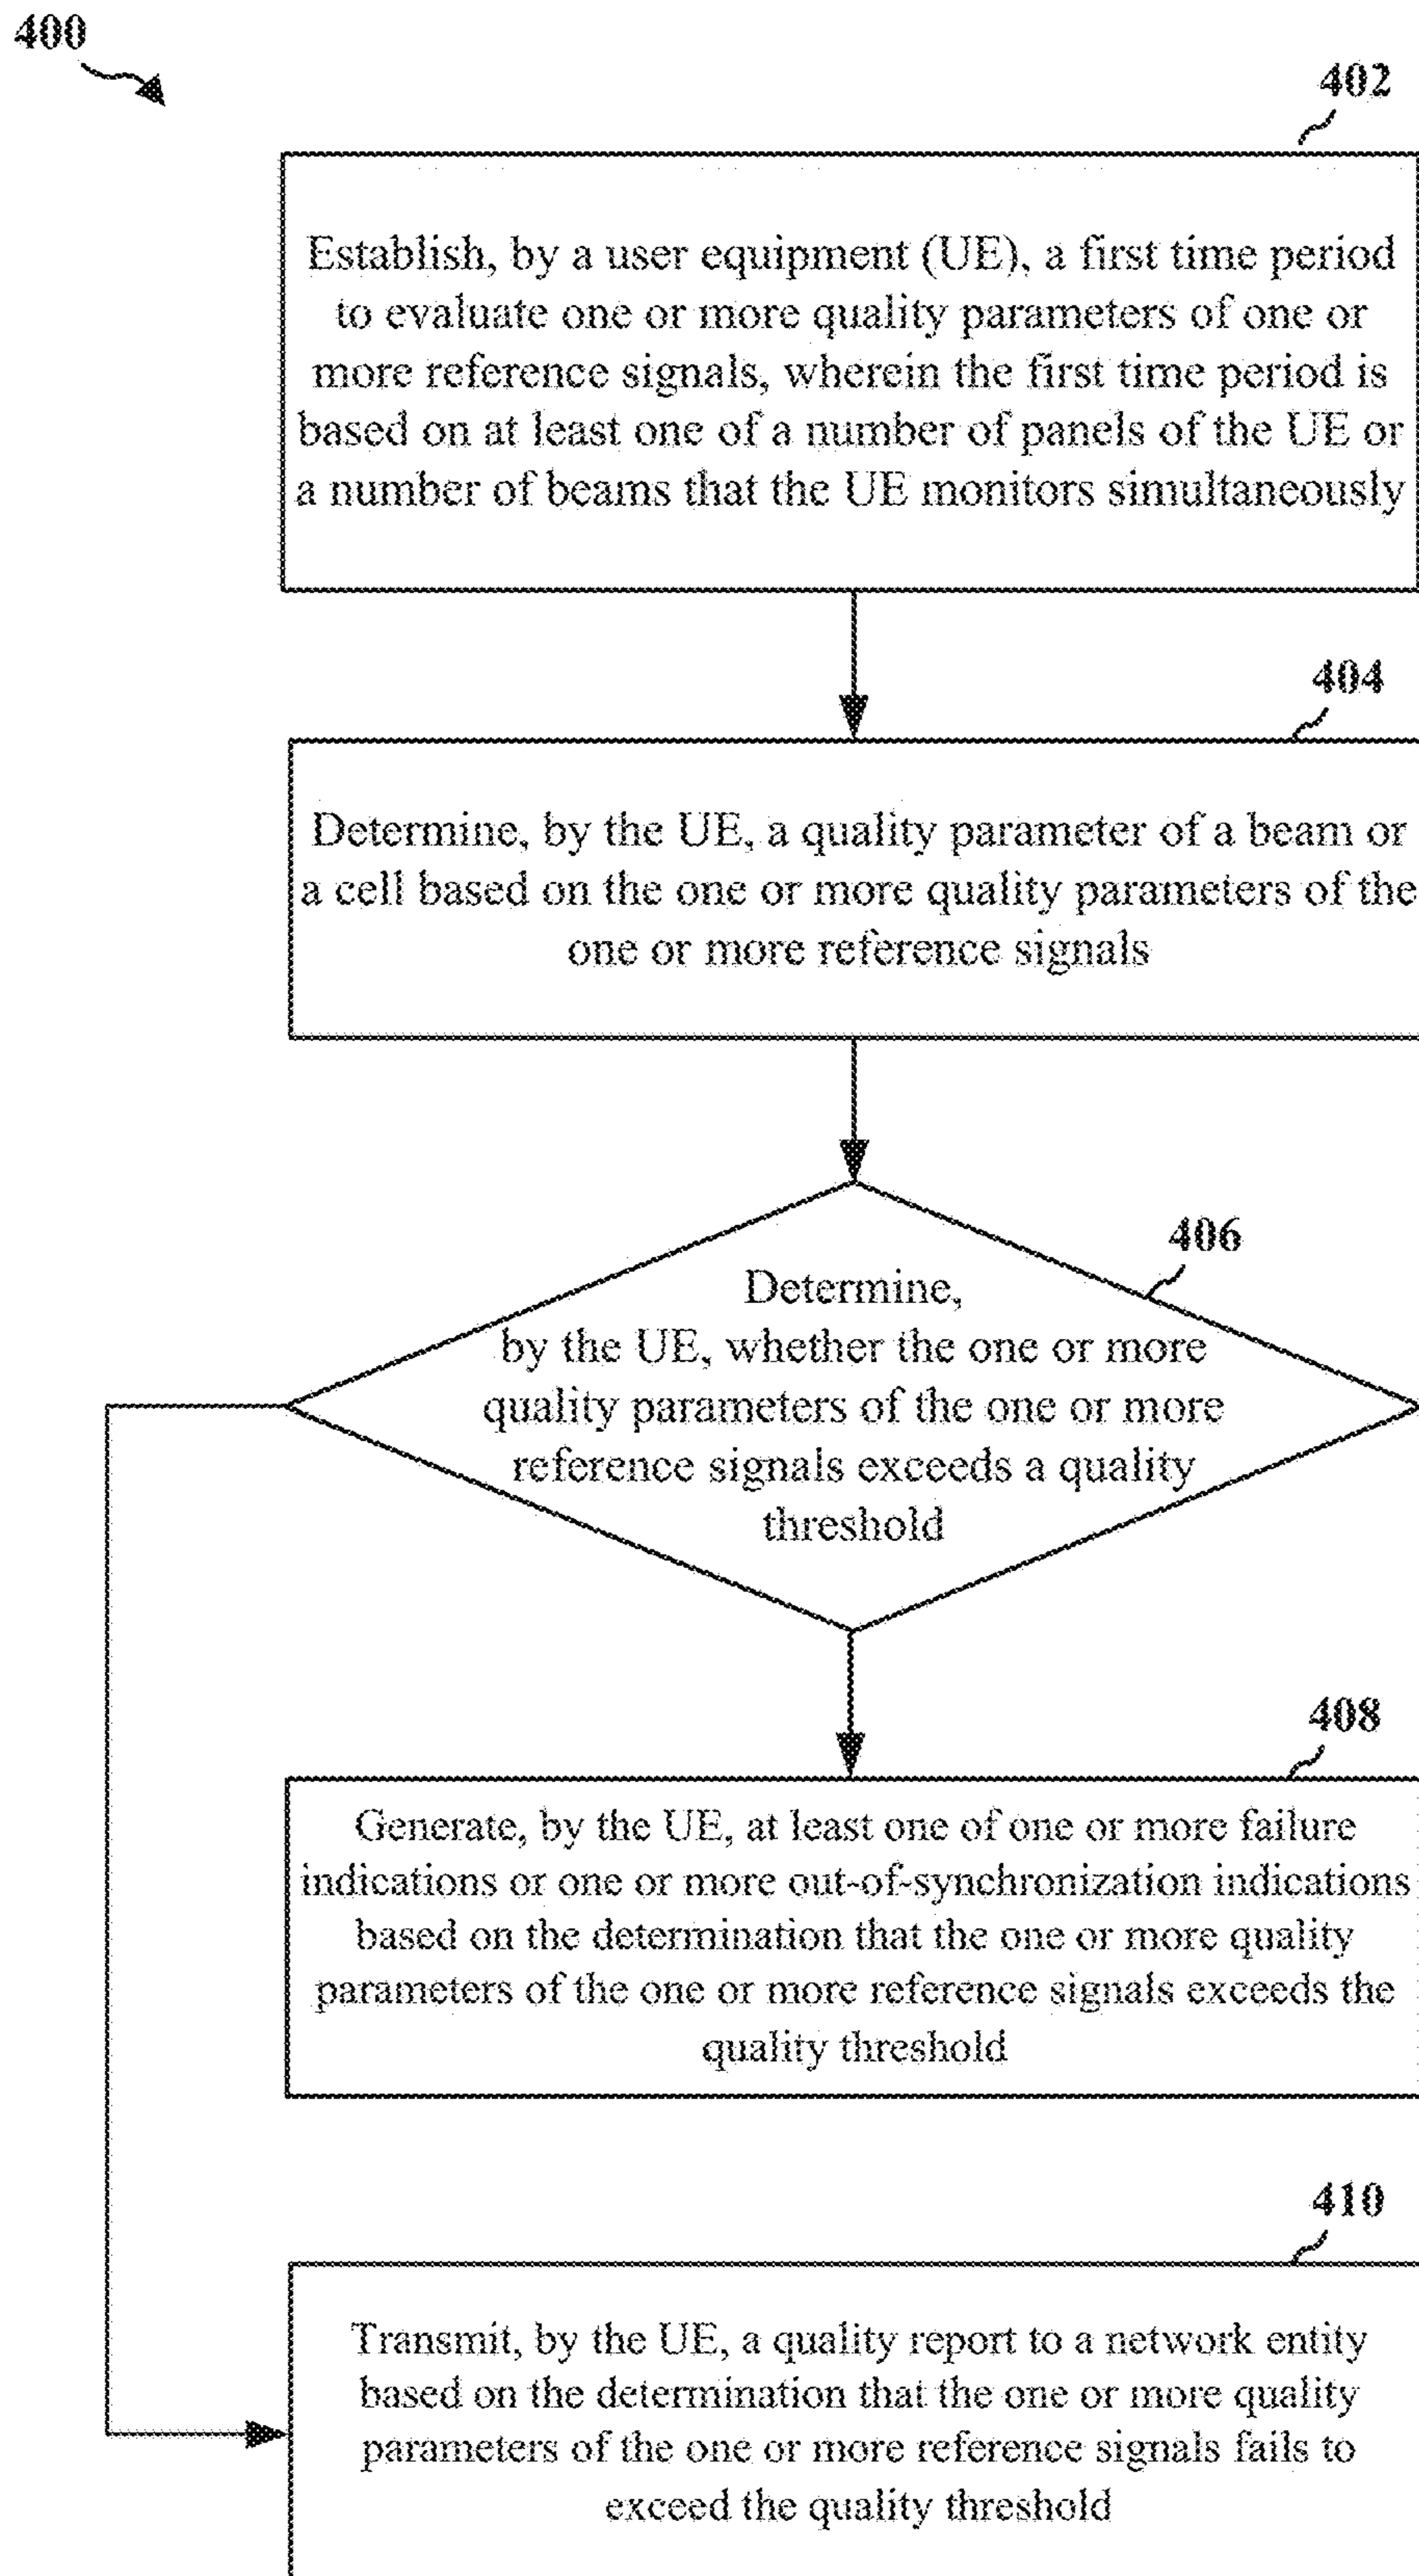 400
402
Establish, by a user equipment (UE), a first time period
to evaluate one or more quality parameters of one or
more reference signals, wherein the first time period is
based on at least one of a number of panels of the UE or
a number of beams that the UE monitors simultaneously
404
Determine, by the UE, a quality parameter of a beam or
a cell based on the one or more quality parameters of the
one or more reference signals
406
Determine,
by the UE, whether the one or more
quality parameters of the one or more
reference signals exceeds a quality
threshold
408
Generate, by the UE, at least one of one or more failure
indications or one or more out-of-synchronization indications
based on the determination that the one or more quality
parameters of the one or more reference signals exceeds the
quality threshold
410
Transmit, by the UE, a quality report to a network entity
based on the determination that the one or more quality
parameters of the one or more reference signals fails to
exceed the quality threshold